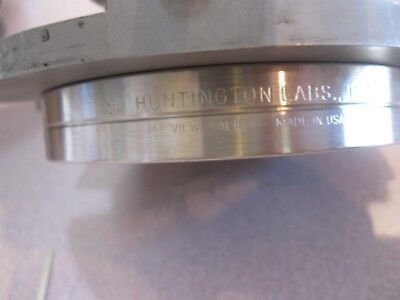 HUNTINGTON LABS.,
MT. VIEW, CALIF. MADE IN USA